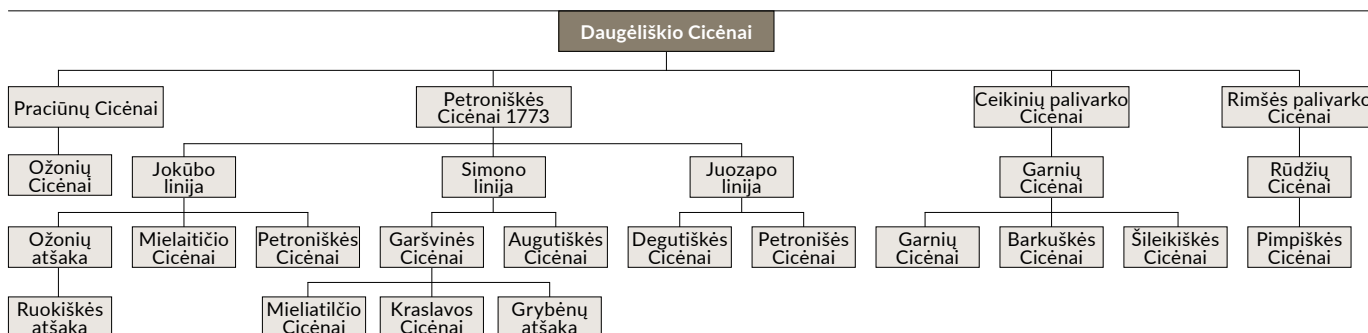 Daugėliškio Cicėnai
Praciūnų Cicėnai
Petroniškės
Cicėnai 1773
Ceikinių palivarko
Cicėnai
Rimšės palivarko
Cicėnai
Ožonių
Cicėnai
Jokūbo
linija
Simono
linija
Juozapo
linija
Garnių
Cicėnai
Rūdžių
Cicėnai
Ožonių
atšaka
Mielaitičio
Cicėnai
Petroniškės
Cicėnai
Garšvinės
Cicėnai
Augutiškės
Cicėnai
Degutiškės
Cicėnai
Petronišės
Cicėnai
Garnių
Cicėnai
Barkuškės
Cicėnai
Šileikiškės
Cicėnai
Pimpiškės
Cicėnai
Ruokiškės
atšaka
Mieliatilčio
Cicėnai
Kraslavos
Cicėnai
Grybėnų
atšaka